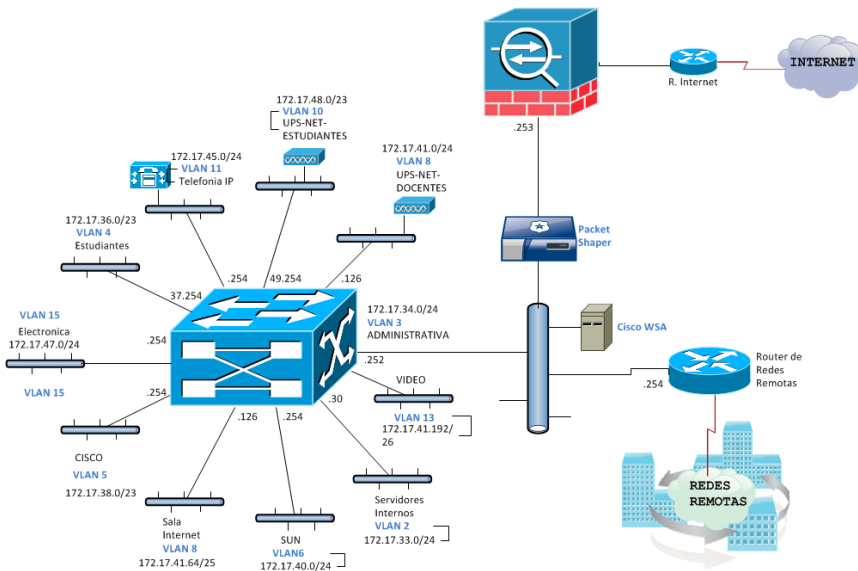 INTERNET
R. Internet
.253
172.17.48.0/23
VLAN 10
UPS-NET-
ESTUDIANTES
172.17.41.0/24
VLAN 8
UPS-NET-
DOCENTES
172.17.45.0/24
VLAN 11
Telefonia IP
172.17.36.0/23
VLAN 4
Estudiantes
Packet
Shaper
.254
49.254
.126
37.254
172.17.34.0/24
VLAN 3
ADMINISTRATIVA
.252
Cisco WSA
VLAN 15
Electronica
172.17.47.0/24
.254
VLAN 15
.254
Router de
Redes
Remotas
.254
VIDEO
VLAN 13
172.17.41.192/
26
.126
.254
.30
CISCO
VLAN 5
172.17.38.0/23
Sala
Internet
VLAN 8
172.17.41.64/25
SUN
VLAN6
172.17.40.0/24
Servidores
Internos
VLAN 2
172.17.33.0/24
REDES
REMOTAS